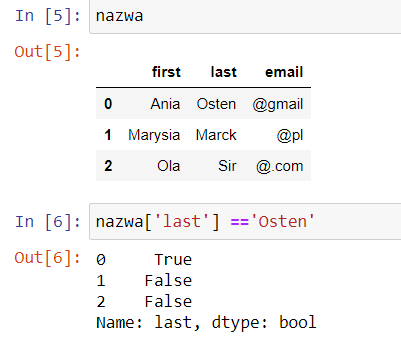 In [5]: nazwa
Out[5]:
first last email
0 Ania Osten @gmail
1 Marysia Marck @pl
2 Ola Sir @.com
In [6]: nazwa['last'] =='Osten'
Out[6]: 0 True
1 False
2 False
Name: last, dtype: bool